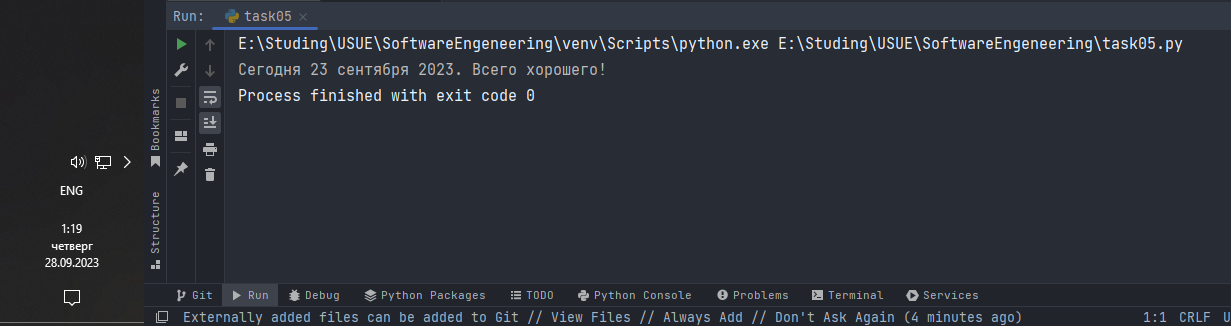 Run: task05
E:\Studing\USUE\SoftwareEngeneering\venv\Scripts\python.exe E:\Studing\USUE\SoftwareEngeneering\task05.py
Сегодня 23 сентября 2023. Всего хорошего!
Process finished with exit code 0
Bookmarks
Structure
ENG
1:19
четверг
28.09.2023
Git Run Debug Python Packages TODO Python Console Problems Terminal Services
Externally added files can be added to Git // View Files // Always Add // Don't Ask Again (4 minutes ago) 1:1 CRLF